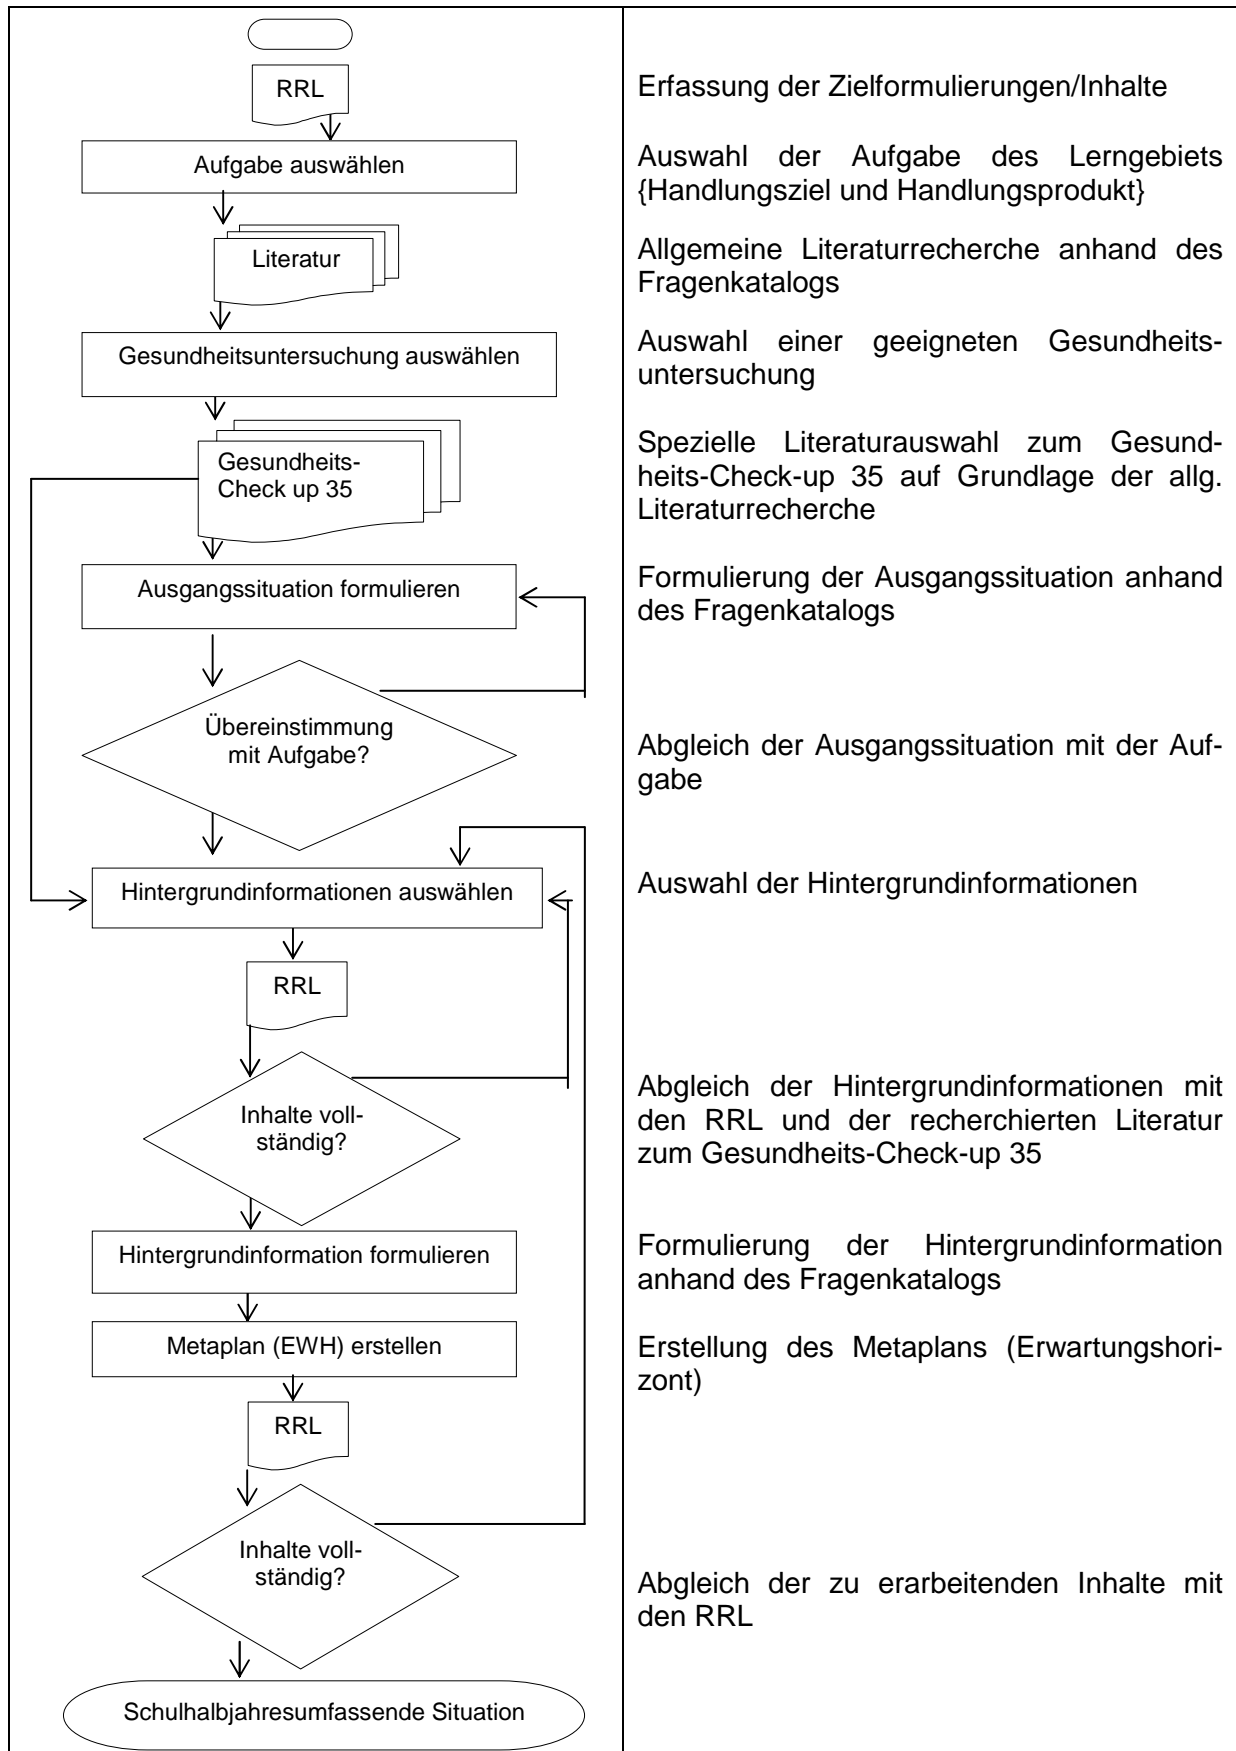 RRL
Erfassung der Zielformulierungen/Inhalte
Aufgabe auswählen
Auswahl der Aufgabe des Lerngebiets
{Handlungsziel und Handlungsprodukt}
Literatur
Allgemeine Literaturrecherche anhand des
Fragenkatalogs
Gesundheitsuntersuchung auswählen
Auswahl einer geeigneten Gesundheits-
untersuchung
Gesundheits-
Check up 35
Spezielle Literaturauswahl zum Gesund-
heits-Check-up 35 auf Grundlage der allg.
Literaturrecherche
Ausgangssituation formulieren
Formulierung der Ausgangssituation anhand
des Fragenkatalogs
Übereinstimmung
mit Aufgabe?
Abgleich der Ausgangssituation mit der Auf-
gabe
Hintergrundinformationen auswählen
Auswahl der Hintergrundinformationen
RRL
Inhalte voll-
ständig?
Abgleich der Hintergrundinformationen mit
den RRL und der recherchierten Literatur
zum Gesundheits-Check-up 35
Hintergrundinformation formulieren
Formulierung der Hintergrundinformation
anhand des Fragenkatalogs
Metaplan (EWH) erstellen
Erstellung des Metaplans (Erwartungshori-
zont)
RRL
Inhalte voll-
ständig?
Abgleich der zu erarbeitenden Inhalte mit
den RRL
Schulhalbjahresumfassende Situation